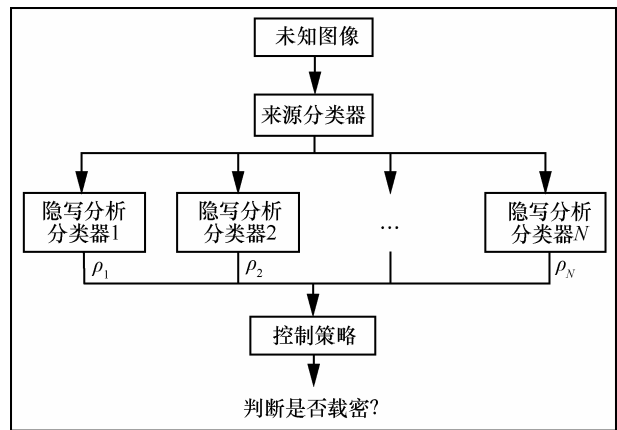 未知图像
来源分类器
隐写分析
分类器1
隐写分析
分类器2
...
隐写分析
分类器N
ρ1
ρ2
ρN
控制策略
判断是否载密?